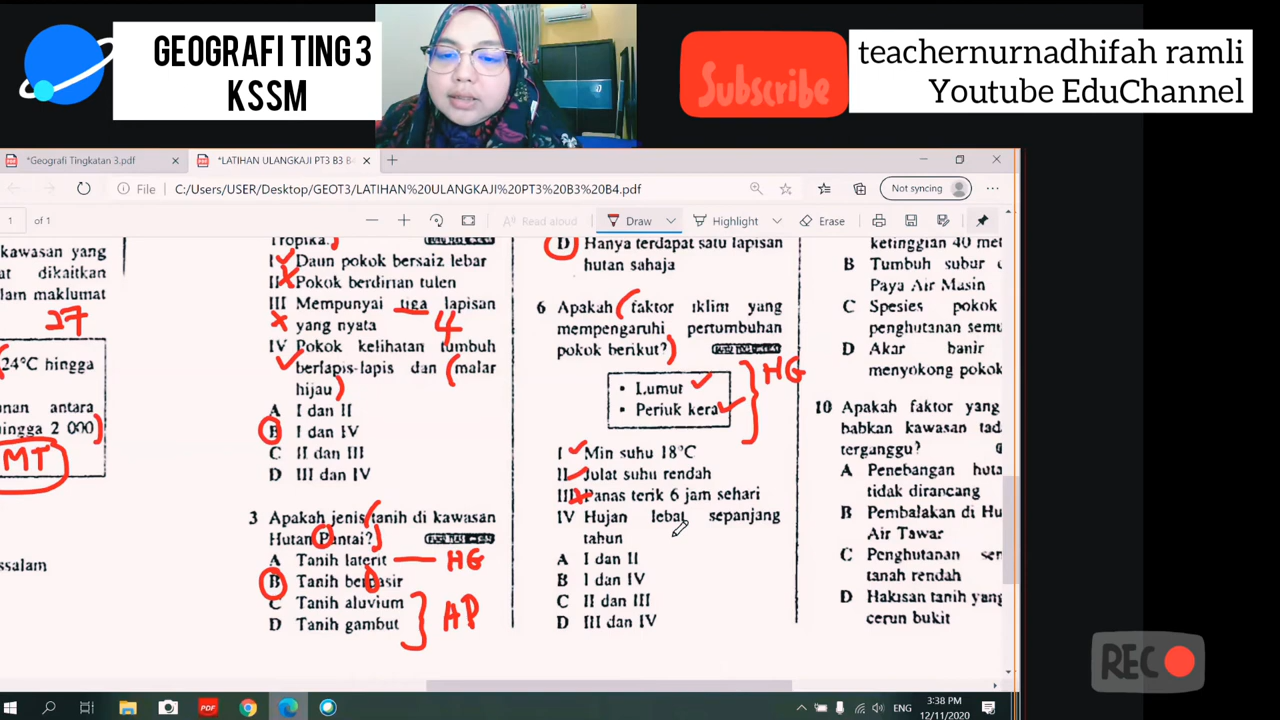 GEOGRAFI TING 3
KSSM
Subscribe
teachernurnadhifah ramli
Youtube EduChannel
*Geografi Tingkatan 3.pdf
*LATIHAN ULANGKAJI PT3 B3 B4
File
C:/Users/USER/Desktop/GEOT3/LATIHAN%20ULANGKAJI%20PT3%20B3%20B4.pdf
Not syncing
1 of 1
Read aloud
Draw
Highlight
Erase
kawasan yang
at dikaitkan
lam maklumat
27
24°C hingga
nan antara
hingga 2 000
MT
ssalam
Tropika.
I Daun pokok bersaiz lebar
II Pokok berdirian tulen
III Mempunyai tiga lapisan
yang nyata
4
IV Pokok kelihatan tumbuh
berlapis-lapis dan (malar
hijau)
A I dan II
B I dan IV
C II dan III
D III dan IV
3 Apakah jenis tanih di kawasan
Hutan Pantai?
A Tanih laterit
HG
B Tanih berpasir
C Tanih aluvium
D Tanih gambut
AP
D Hanya terdapat satu lapisan
hutan sahaja
6 Apakah faktor iklim yang
mempengaruhi pertumbuhan
pokok berikut?
• Lumut
• Periuk kera
HG
I Min suhu 18°C
II Julat suhu rendah
III Panas terik 6 jam sehari
IV Hujan lebat sepanjang
tahun
A I dan II
B I dan IV
C II dan III
D III dan IV
ketinggian 40 met
B Tumbuh subur
Paya Air Masin
C Spesies pokok
penghutanan semu
D Akar banir
menyokong pokok
10 Apakah faktor yang
babkan kawasan tad
terganggu?
A Penebangan huta
tidak dirancang
B Pembalakan di Hu
Air Tawar
C Penghutanan sem
tanah rendah
D Hakisan tanih yang
cerun bukit
REC
ENG
3:38 PM
12/11/2020